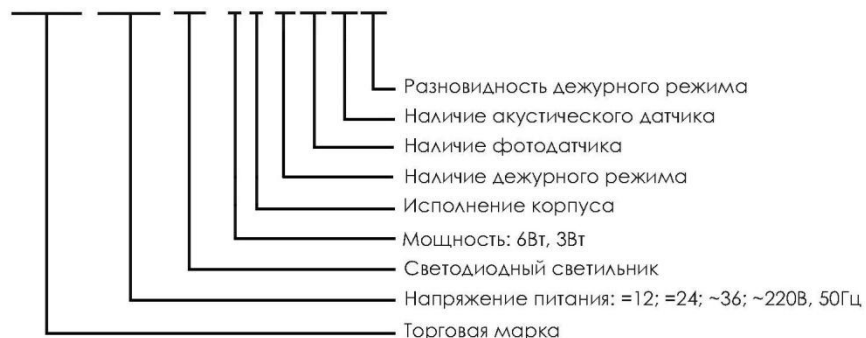 Разновидность дежурного режима
Наличие акустического датчика
Наличие фотодатчика
Наличие дежурного режима
Исполнение корпуса
Мощность: 6Вт, 3Вт
Светодиодный светильник
Напряжение питания: =12; =24; ~36; ~220В, 50Гц
Торговая марка